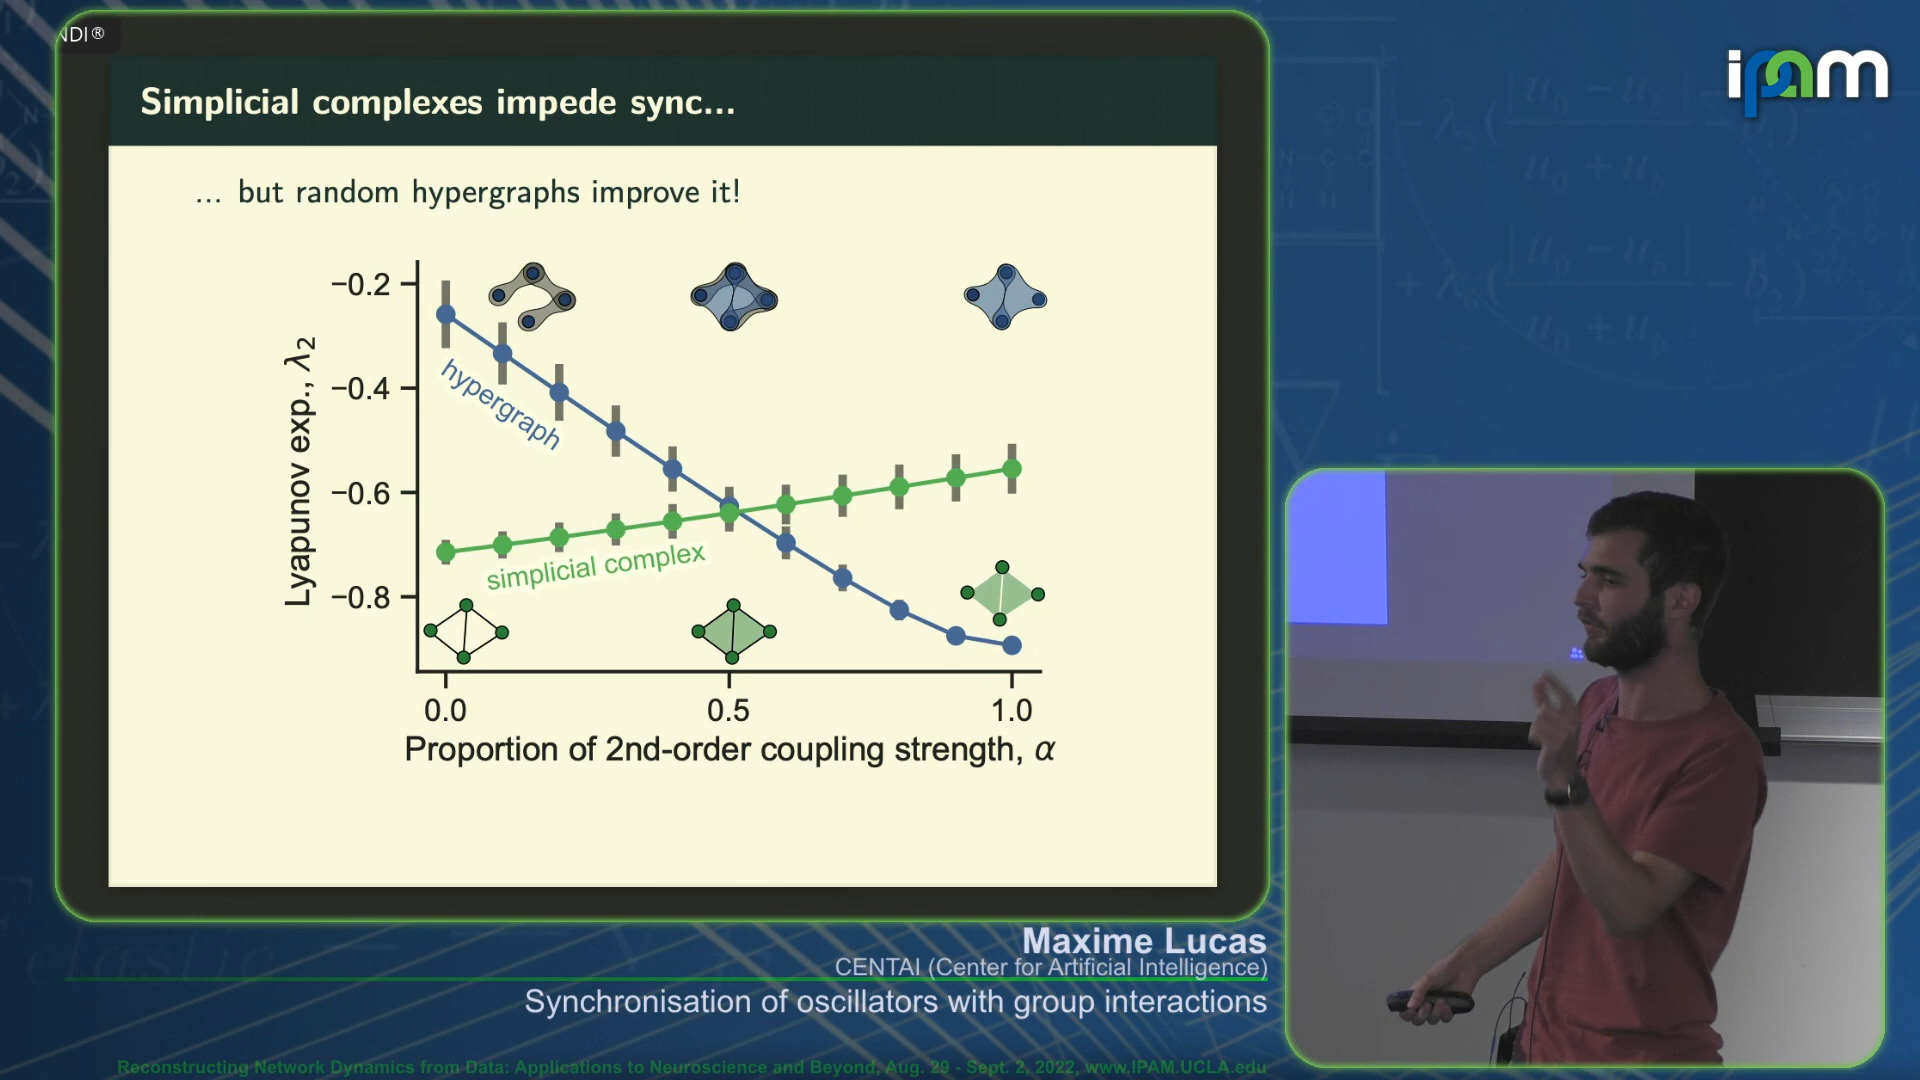 NDI®
Simplicial complexes impede sync...
... but random hypergraphs improve it!
−0.2
−0.4
−0.6
−0.8
Lyapunov exp., λ2
hypergraph
simplicial complex
0.0 0.5 1.0
Proportion of 2nd-order coupling strength, α
ipam
Maxime Lucas
CENTAI (Center for Artificial Intelligence)
Synchronisation of oscillators with group interactions
Reconstructing Network Dynamics from Data: Applications to Neuroscience and Beyond, Aug. 29 - Sept. 2, 2022, www.IPAM.UCLA.edu
elastic